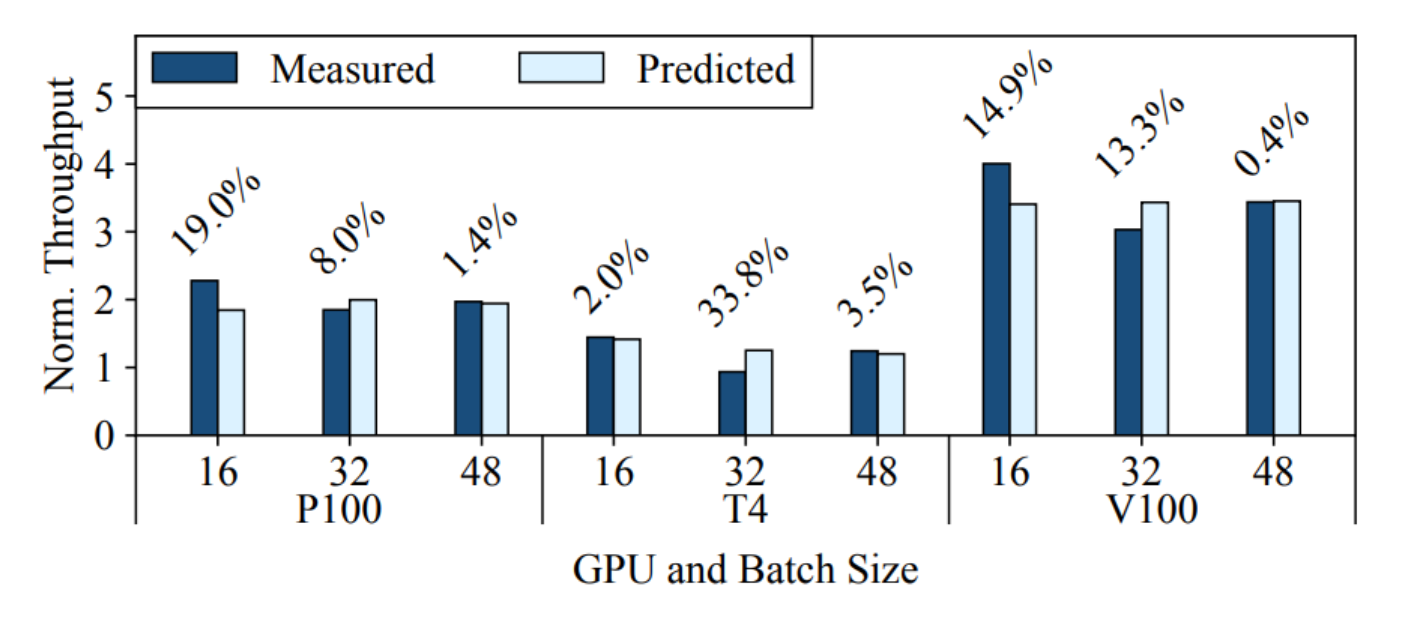 Measured Predicted
Norm. Throughput
5
4
3
2
1
0
19.0% 8.0% 1.4% 2.0% 33.8% 3.5% 14.9% 13.3% 0.4%
16 32 48 16 32 48 16 32 48
P100 T4 V100
GPU and Batch Size